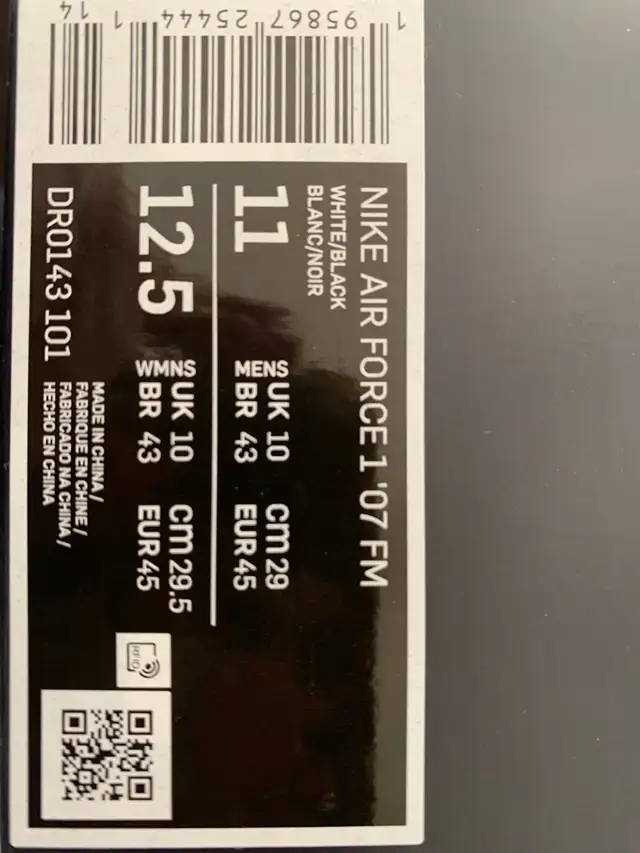 NIKE AIR FORCE 1 '07 FM
WHITE/BLACK
BLANC/NOIR
11
MENS
UK 10
BR 43
cm 29
EUR 45
12.5
WMNS
UK 10
BR 43
cm 29.5
EUR 45
DR0143 101
MADE IN CHINA /
FABRIQUE EN CHINE /
FABRICADO NA CHINA /
HECHO EN CHINA
RFID
1 95867 25444 1 14